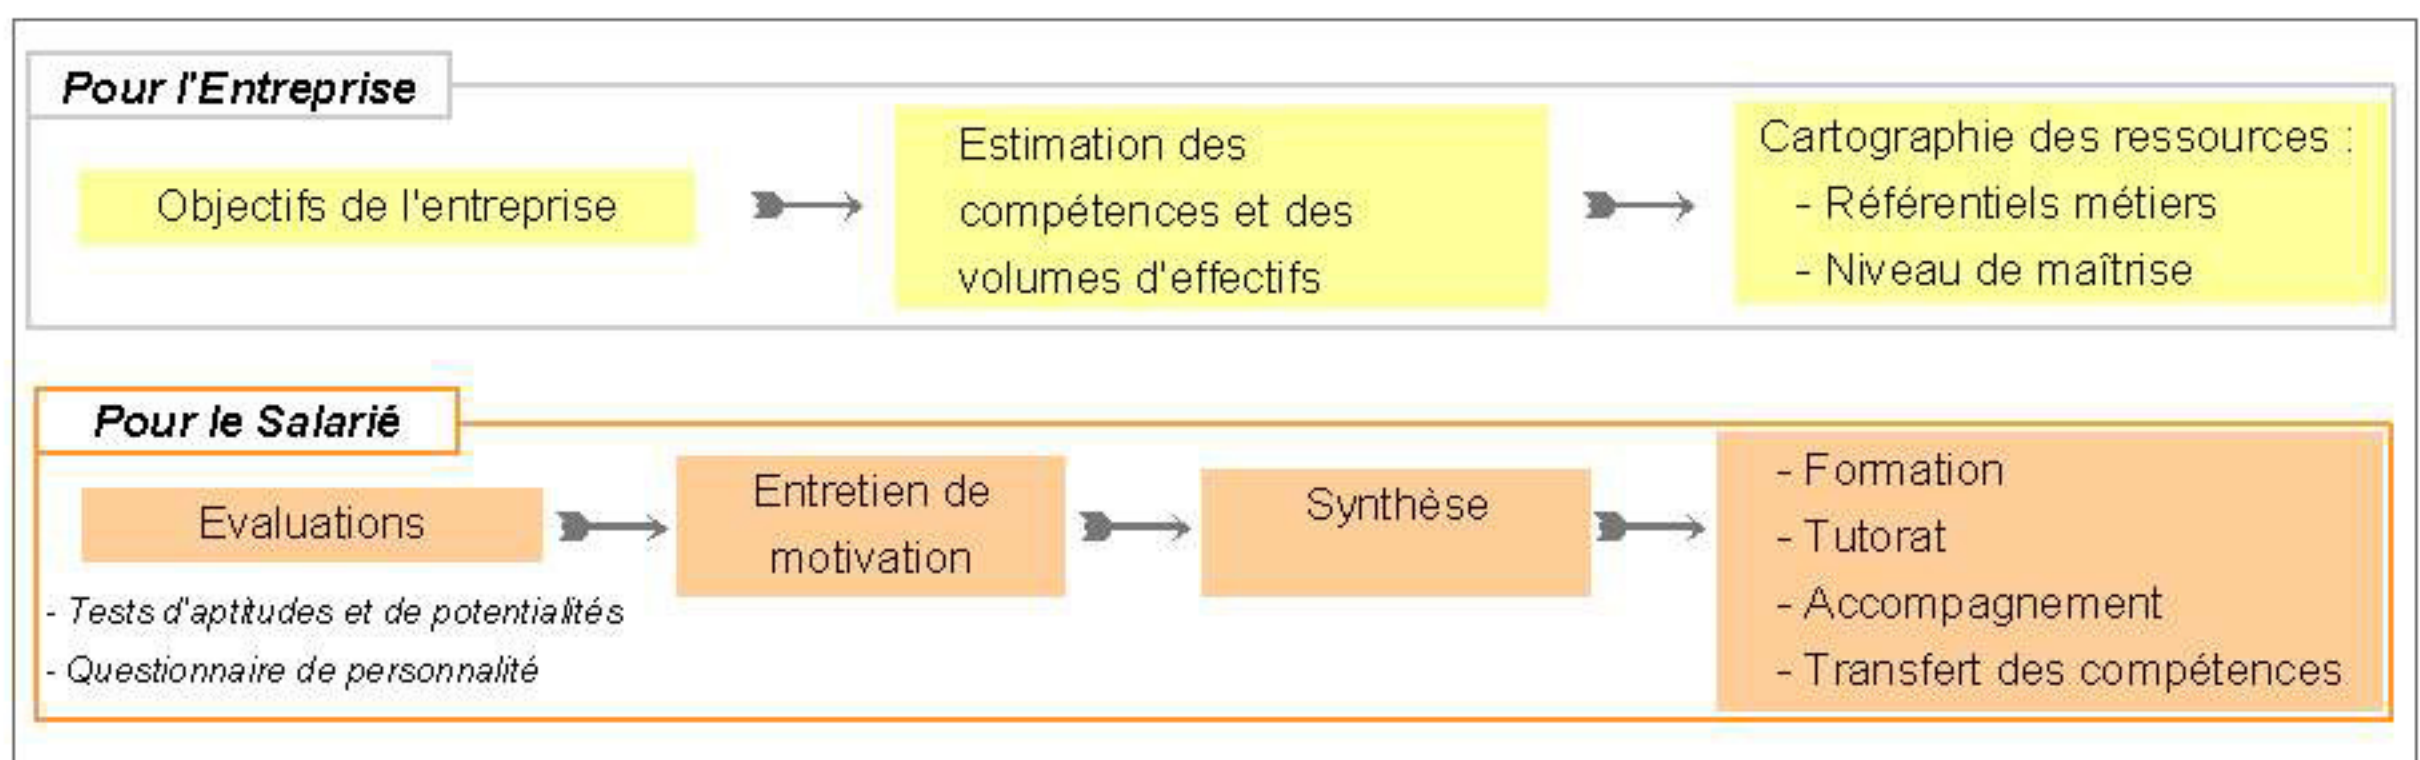 Pour l'Entreprise
Objectifs de l'entreprise
Estimation des
compétences et des
volumes d'effectifs
Cartographie des ressources :
- Référentiels métiers
- Niveau de maîtrise
Pour le Salarié
Evaluations
- Tests d'aptitudes et de potentialités
- Questionnaire de personnalité
Entretien de
motivation
Synthèse
- Formation
- Tutorat
- Accompagnement
- Transfert des compétences